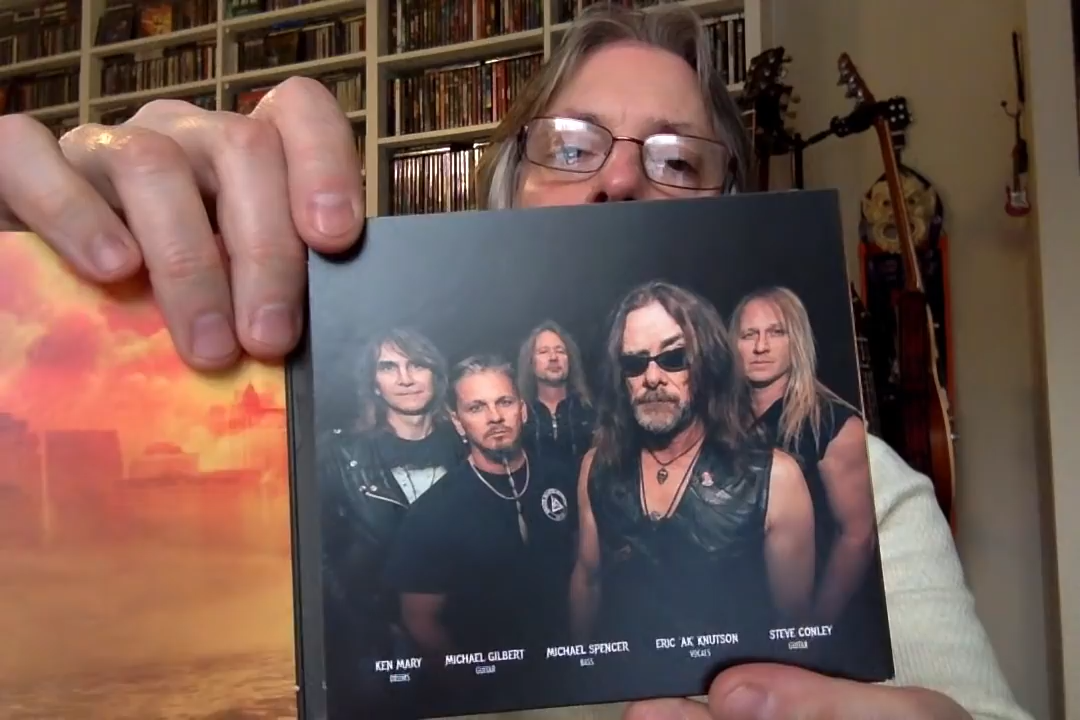 KEN MARY
DRUMS
MICHAEL GILBERT
GUITAR
MICHAEL SPENCER
BASS
ERIC 'AK' KNUTSON
VOCALS
STEVE CONLEY
GUITAR